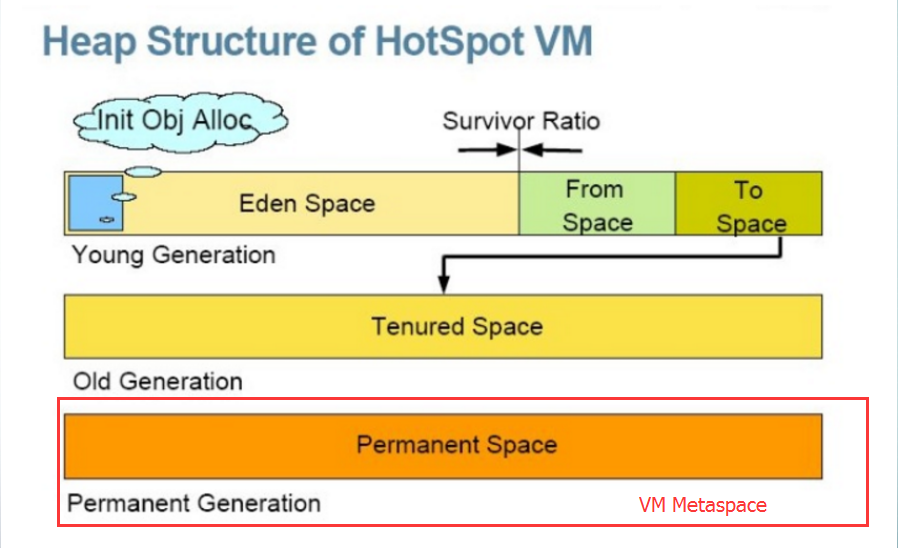 Heap Structure of HotSpot VM
Init Obj Alloc
Survivor Ratio
Eden Space
From
Space
To
Space
Young Generation
Tenured Space
Old Generation
Permanent Space
Permanent Generation
VM Metaspace